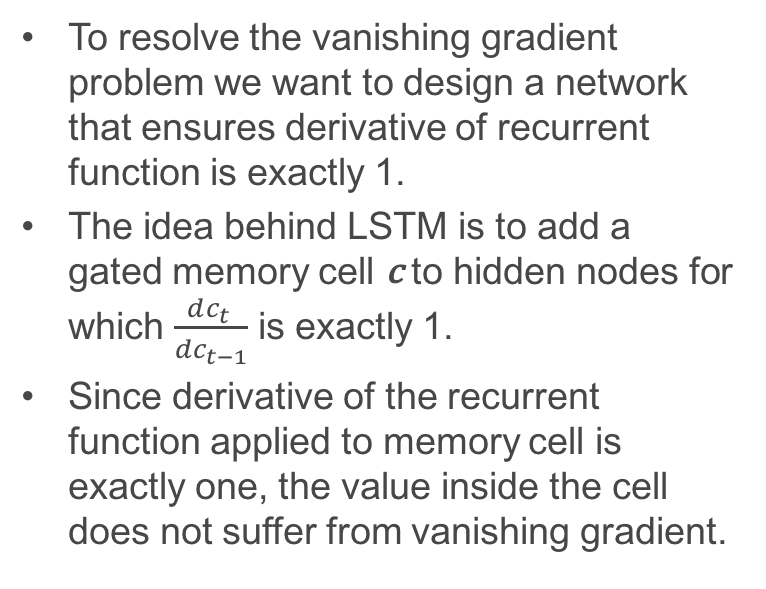 • To resolve the vanishing gradient
problem we want to design a network
that ensures derivative of recurrent
function is exactly 1.
• The idea behind LSTM is to add a
gated memory cell c to hidden nodes for
which dc_t/dc_{t−1} is exactly 1.
• Since derivative of the recurrent
function applied to memory cell is
exactly one, the value inside the cell
does not suffer from vanishing gradient.